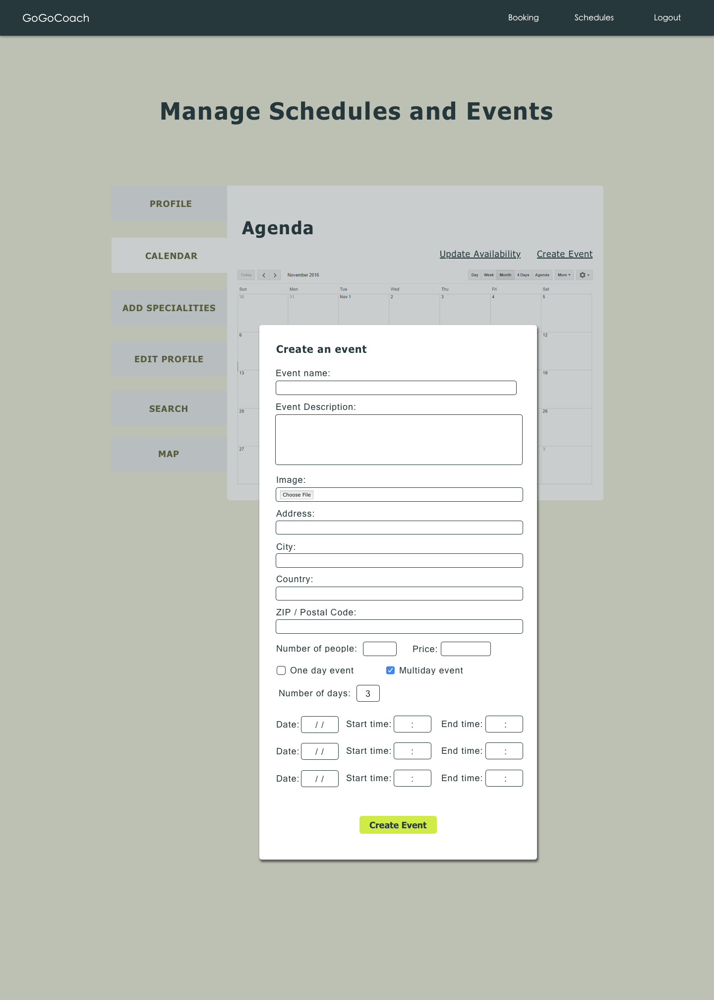 GoGoCoach Booking Schedules Logout
Manage Schedules and Events
PROFILE
CALENDAR
ADD SPECIALITIES
EDIT PROFILE
SEARCH
MAP
Agenda
Update Availability Create Event
Today November 2016 Day Week Month 4 Days Agenda More
Sun Mon Tue Wed Thu Fri Sat
30 31 Nov 1 2 3 4 5
6 12
13 19
20 26
27 3
Create an event
Event name:
Event Description:
Image:
Choose File
Address:
City:
Country:
ZIP / Postal Code:
Number of people: Price:
One day event Multiday event
Number of days: 3
Date: / / Start time: : End time: :
Date: / / Start time: : End time: :
Date: / / Start time: : End time: :
Create Event